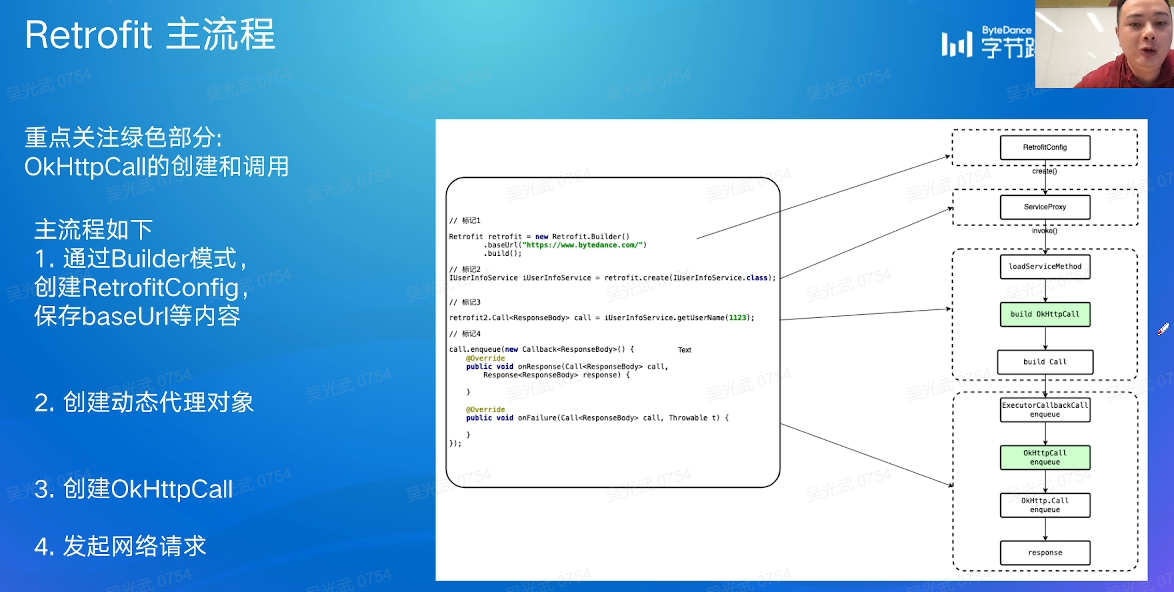 Retrofit 主流程
ByteDance
字节跳
重点关注绿色部分:
OkHttpCall的创建和调用
主流程如下
1. 通过Builder模式,
创建RetrofitConfig,
保存baseUrl等内容
2. 创建动态代理对象
3. 创建OkHttpCall
4. 发起网络请求
// 标记1
Retrofit retrofit = new Retrofit.Builder()
.baseUrl("https://www.bytedance.com/")
.build();
// 标记2
IUserInfoService iUserInfoService = retrofit.create(IUserInfoService.class);
// 标记3
retrofit2.Call<ResponseBody> call = iUserInfoService.getUserName(1123);
// 标记4
call.enqueue(new Callback<ResponseBody>() {
Text
@Override
public void onResponse(Call<ResponseBody> call,
Response<ResponseBody> response) {
}
@Override
public void onFailure(Call<ResponseBody> call, Throwable t) {
}
});
RetrofitConfig
create()
ServiceProxy
invoke()
loadServiceMethod
build OkHttpCall
build Call
ExecutorCallbackCall
enqueue
OkHttpCall
enqueue
OkHttp.Call
enqueue
response
吴光武 0754